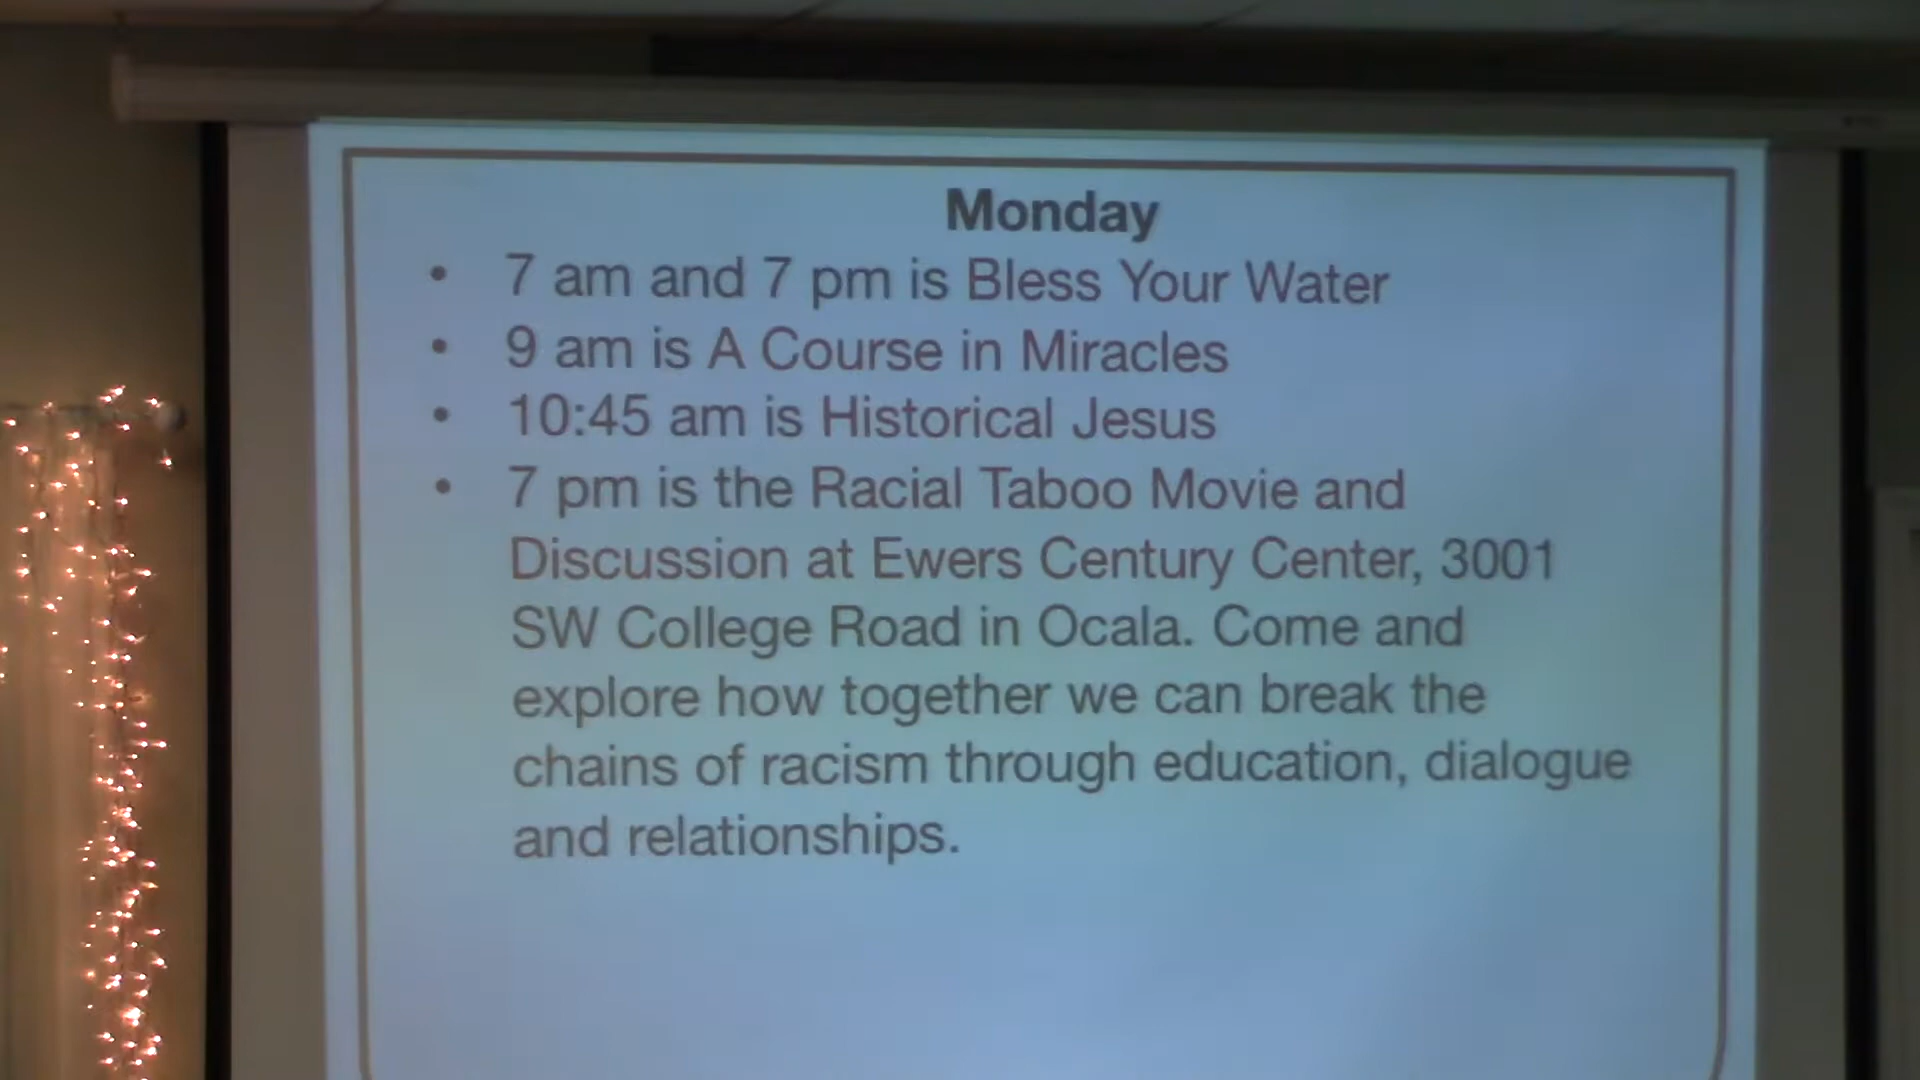 Monday
• 7 am and 7 pm is Bless Your Water
• 9 am is A Course in Miracles
• 10:45 am is Historical Jesus
• 7 pm is the Racial Taboo Movie and
Discussion at Ewers Century Center, 3001
SW College Road in Ocala. Come and
explore how together we can break the
chains of racism through education, dialogue
and relationships.